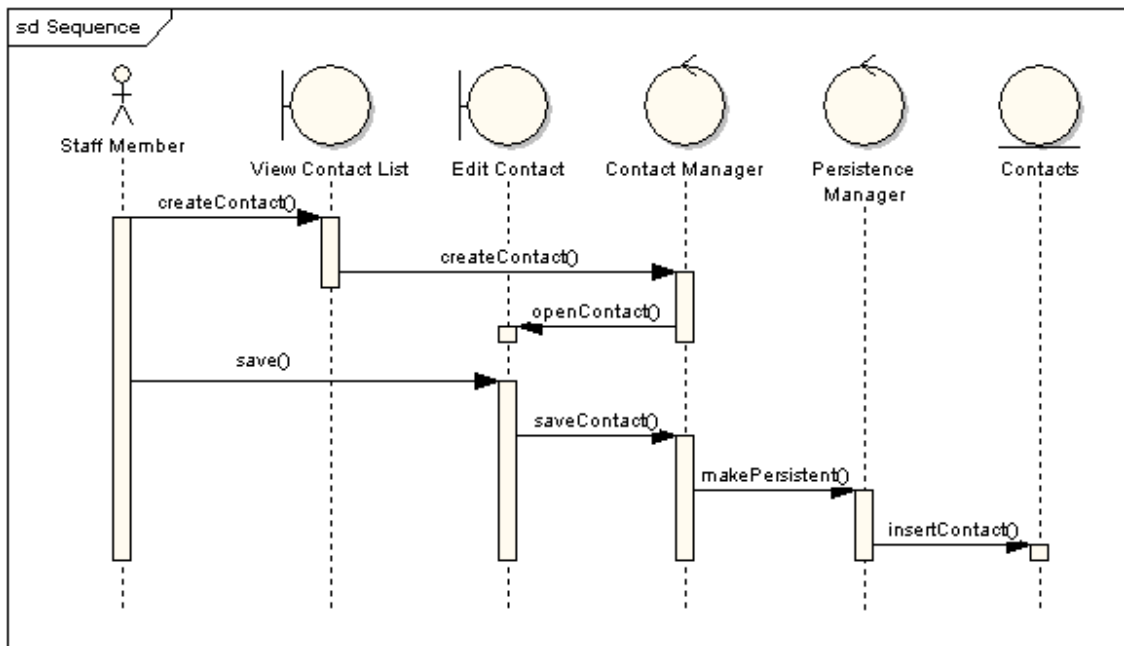 sd Sequence
Staff Member
View Contact List
Edit Contact
Contact Manager
Persistence
Manager
Contacts
createContact()
createContact()
openContact()
save()
saveContact()
makePersistent()
insertContact()